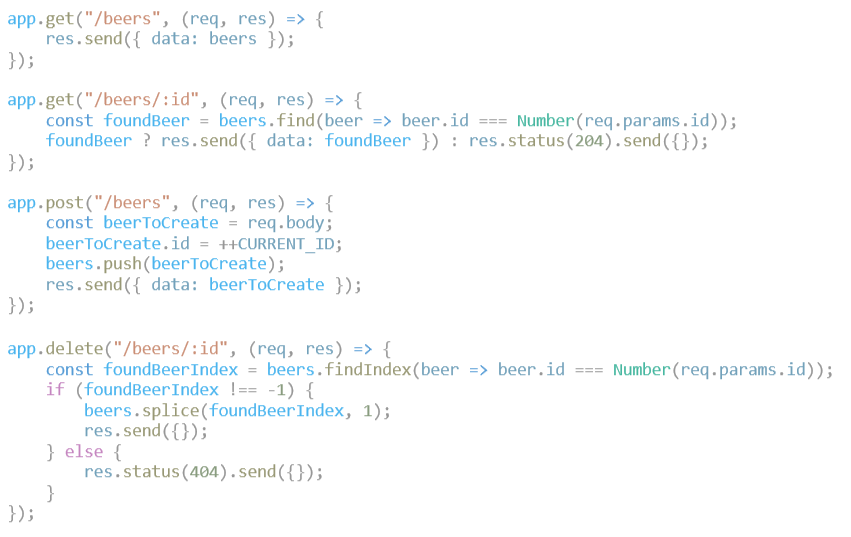 app.get("/beers", (req, res) => {
    res.send({ data: beers });
});

app.get("/beers/:id", (req, res) => {
    const foundBeer = beers.find(beer => beer.id === Number(req.params.id));
    foundBeer ? res.send({ data: foundBeer }) : res.status(204).send({});
});

app.post("/beers", (req, res) => {
    const beerToCreate = req.body;
    beerToCreate.id = ++CURRENT_ID;
    beers.push(beerToCreate);
    res.send({ data: beerToCreate });
});

app.delete("/beers/:id", (req, res) => {
    const foundBeerIndex = beers.findIndex(beer => beer.id === Number(req.params.id));
    if (foundBeerIndex !== -1) {
        beers.splice(foundBeerIndex, 1);
        res.send({});
    } else {
        res.status(404).send({});
    }
});